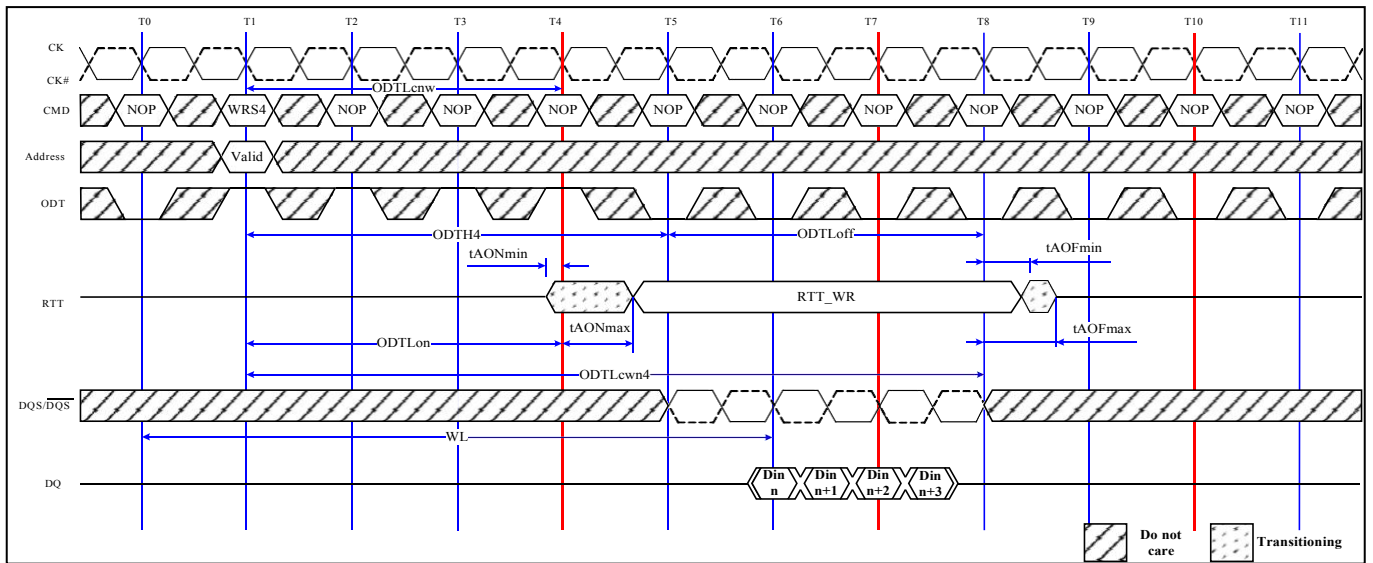 T0 T1 T2 T3 T4 T5 T6 T7 T8 T9 T10 T11
CK
CK#
ODTLcnw
CMD NOP WRS4 NOP NOP NOP NOP NOP NOP NOP NOP NOP NOP
Address Valid
ODT
ODTH4 ODTLoff
tAONmin tAOFmin
RTT RTT_WR
tAONmax tAOFmax
ODTLon
ODTLcwn4
DQS/DQS
WL
DQ Din n Din n+1 Din n+2 Din n+3
Do not care Transitioning